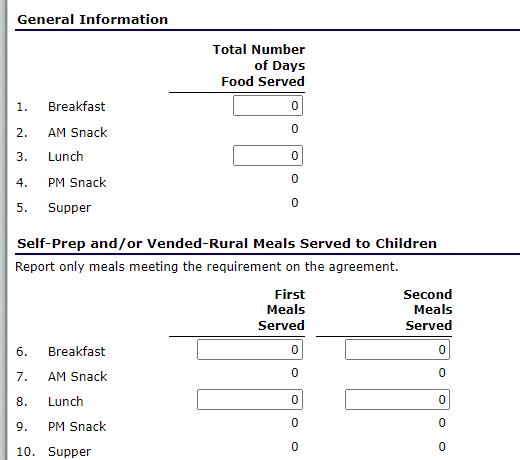 General Information
Total Number
of Days
Food Served
1. Breakfast 0
2. AM Snack 0
3. Lunch 0
4. PM Snack 0
5. Supper 0
Self-Prep and/or Vended-Rural Meals Served to Children
Report only meals meeting the requirement on the agreement.
First Second
Meals Meals
Served Served
6. Breakfast 0 0
7. AM Snack 0 0
8. Lunch 0 0
9. PM Snack 0 0
10. Supper 0 0